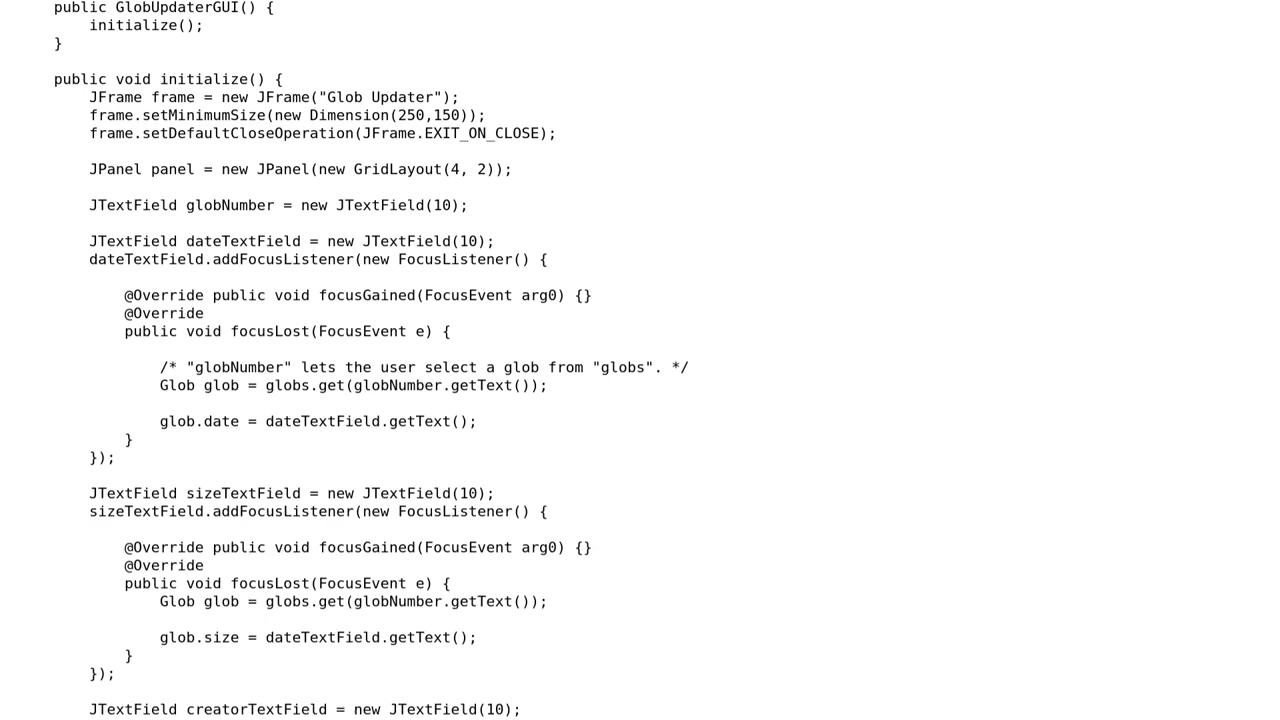 public GlobUpdaterGUI() {
    initialize();
}

public void initialize() {
    JFrame frame = new JFrame("Glob Updater");
    frame.setMinimumSize(new Dimension(250,150));
    frame.setDefaultCloseOperation(JFrame.EXIT_ON_CLOSE);

    JPanel panel = new JPanel(new GridLayout(4, 2));

    JTextField globNumber = new JTextField(10);

    JTextField dateTextField = new JTextField(10);
    dateTextField.addFocusListener(new FocusListener() {

        @Override public void focusGained(FocusEvent arg0) {}
        @Override
        public void focusLost(FocusEvent e) {

            /* "globNumber" lets the user select a glob from "globs". */
            Glob glob = globs.get(globNumber.getText());

            glob.date = dateTextField.getText();
        }
    });

    JTextField sizeTextField = new JTextField(10);
    sizeTextField.addFocusListener(new FocusListener() {

        @Override public void focusGained(FocusEvent arg0) {}
        @Override
        public void focusLost(FocusEvent e) {
            Glob glob = globs.get(globNumber.getText());

            glob.size = dateTextField.getText();
        }
    });

    JTextField creatorTextField = new JTextField(10);